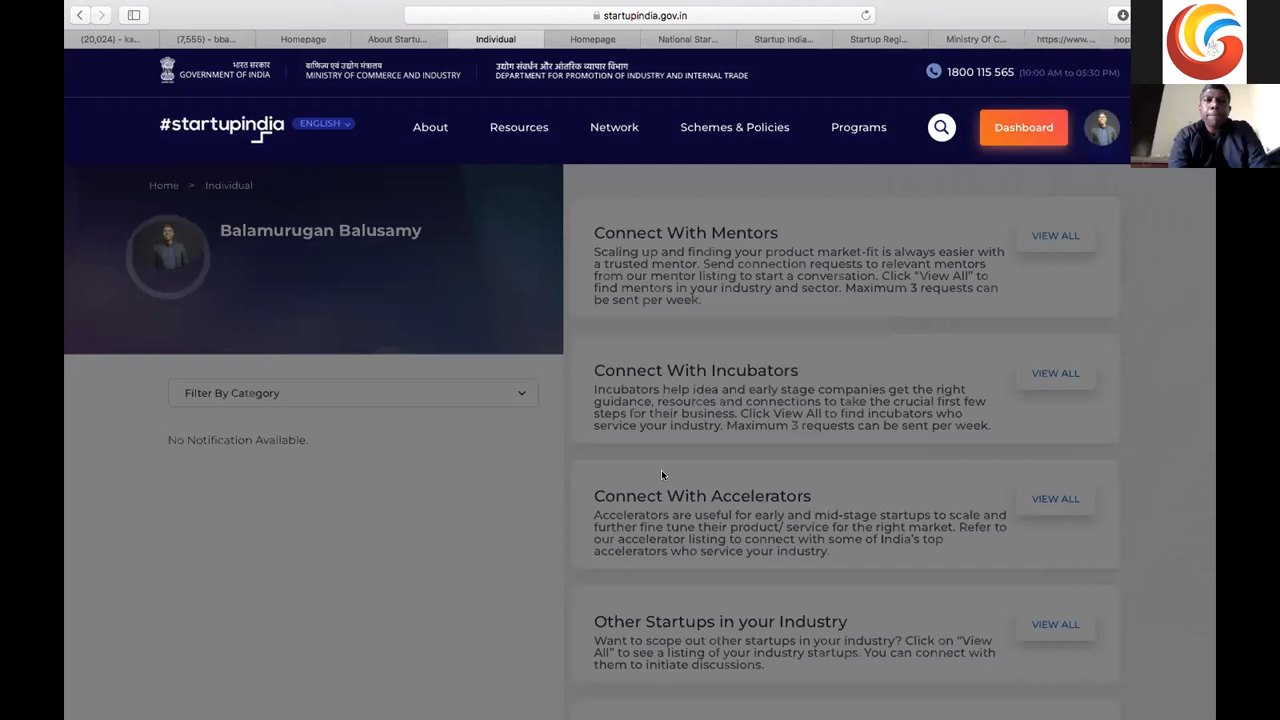 startupindia.gov.in
(20,024) - ka...
(7,555) - bba...
Homepage
About Startu...
Individual
Homepage
National Star...
Startup India...
Startup Regi...
Ministry Of C...
https://www....
भारत सरकार
GOVERNMENT OF INDIA
वाणिज्य एवं उद्योग मंत्रालय
MINISTRY OF COMMERCE AND INDUSTRY
उद्योग संवर्धन और आंतरिक व्यापार विभाग
DEPARTMENT FOR PROMOTION OF INDUSTRY AND INTERNAL TRADE
1800 115 565 (10:00 AM to 05:30 PM)
#startupindia
ENGLISH
About
Resources
Network
Schemes & Policies
Programs
Dashboard
Home > Individual
Balamurugan Balusamy
Filter By Category
No Notification Available.
Connect With Mentors
VIEW ALL
Scaling up and finding your product market-fit is always easier with
a trusted mentor. Send connection requests to relevant mentors
from our mentor listing to start a conversation. Click “View All” to
find mentors in your industry and sector. Maximum 3 requests can
be sent per week.
Connect With Incubators
VIEW ALL
Incubators help idea and early stage companies get the right
guidance, resources and connections to take the crucial first few
steps for their business. Click View All to find incubators who
service your industry. Maximum 3 requests can be sent per week.
Connect With Accelerators
VIEW ALL
Accelerators are useful for early and mid-stage startups to scale and
further fine tune their product/ service for the right market. Refer to
our accelerator listing to connect with some of India’s top
accelerators who service your industry.
Other Startups in your Industry
VIEW ALL
Want to scope out other startups in your industry? Click on “View
All” to see a listing of your industry startups. You can connect with
them to initiate discussions.